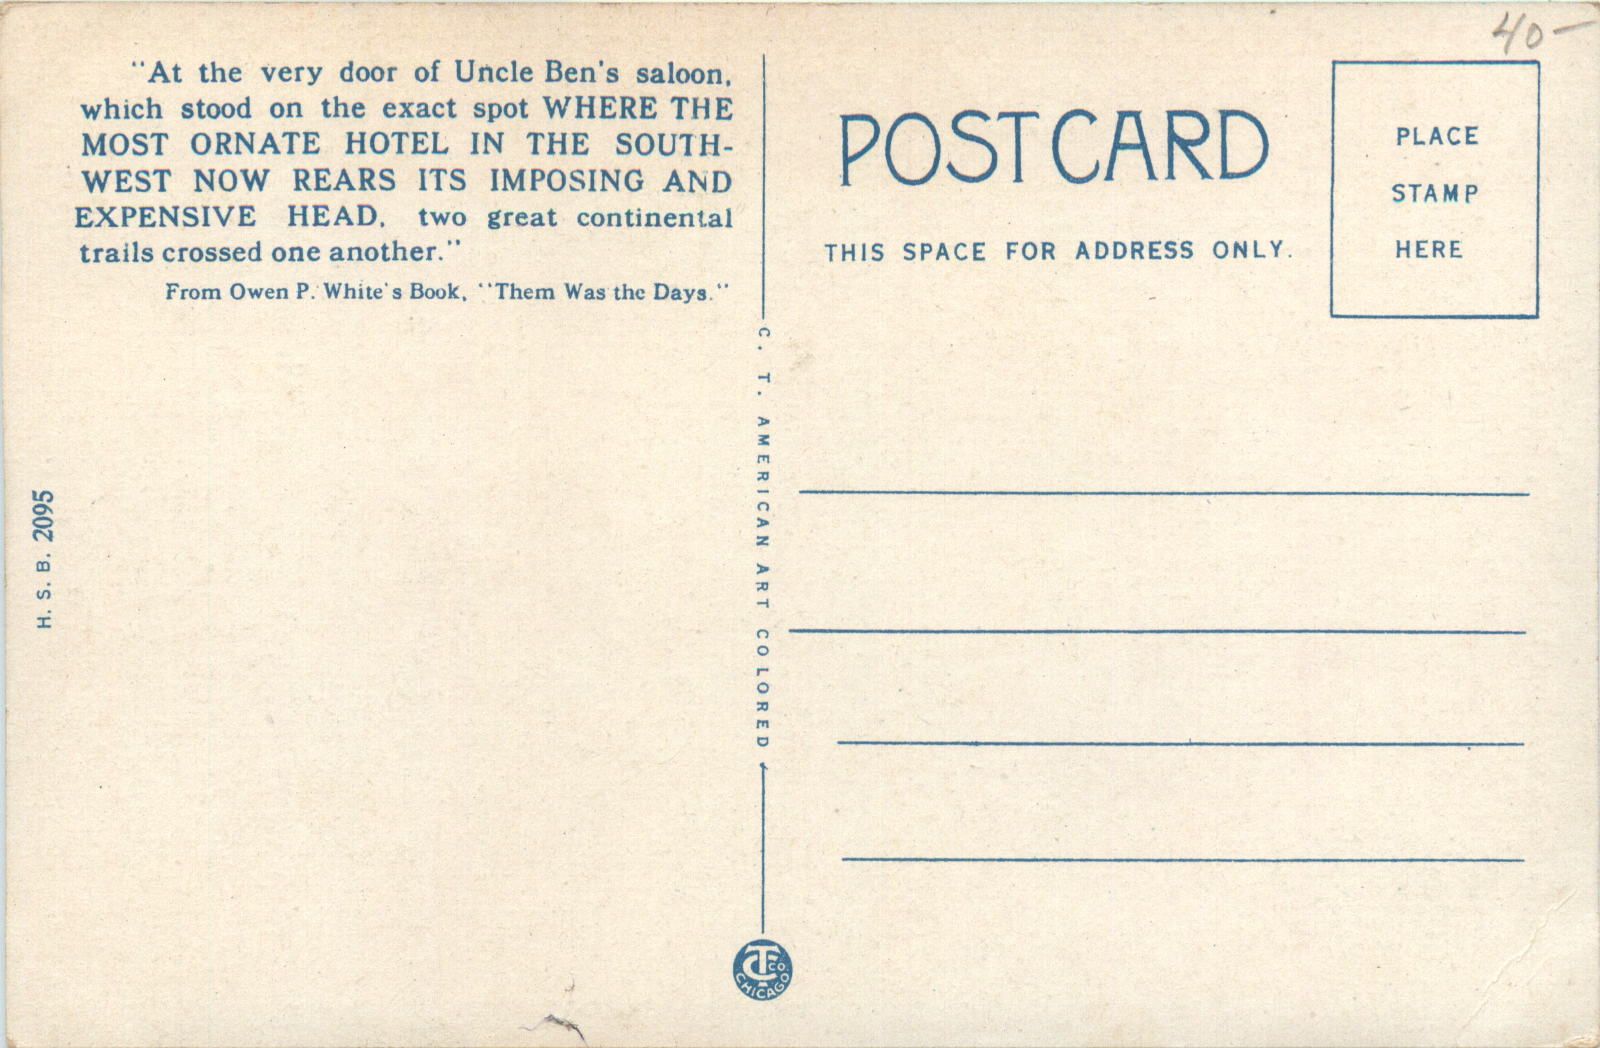 "At the very door of Uncle Ben's saloon,
which stood on the exact spot WHERE THE
MOST ORNATE HOTEL IN THE SOUTH-
WEST NOW REARS ITS IMPOSING AND
EXPENSIVE HEAD, two great continental
trails crossed one another."
From Owen P. White's Book, "Them Was the Days."
H. S. B. 2095
C. T. AMERICAN ART COLORED
CTCO. CHICAGO
POST CARD
THIS SPACE FOR ADDRESS ONLY.
40-
PLACE
STAMP
HERE